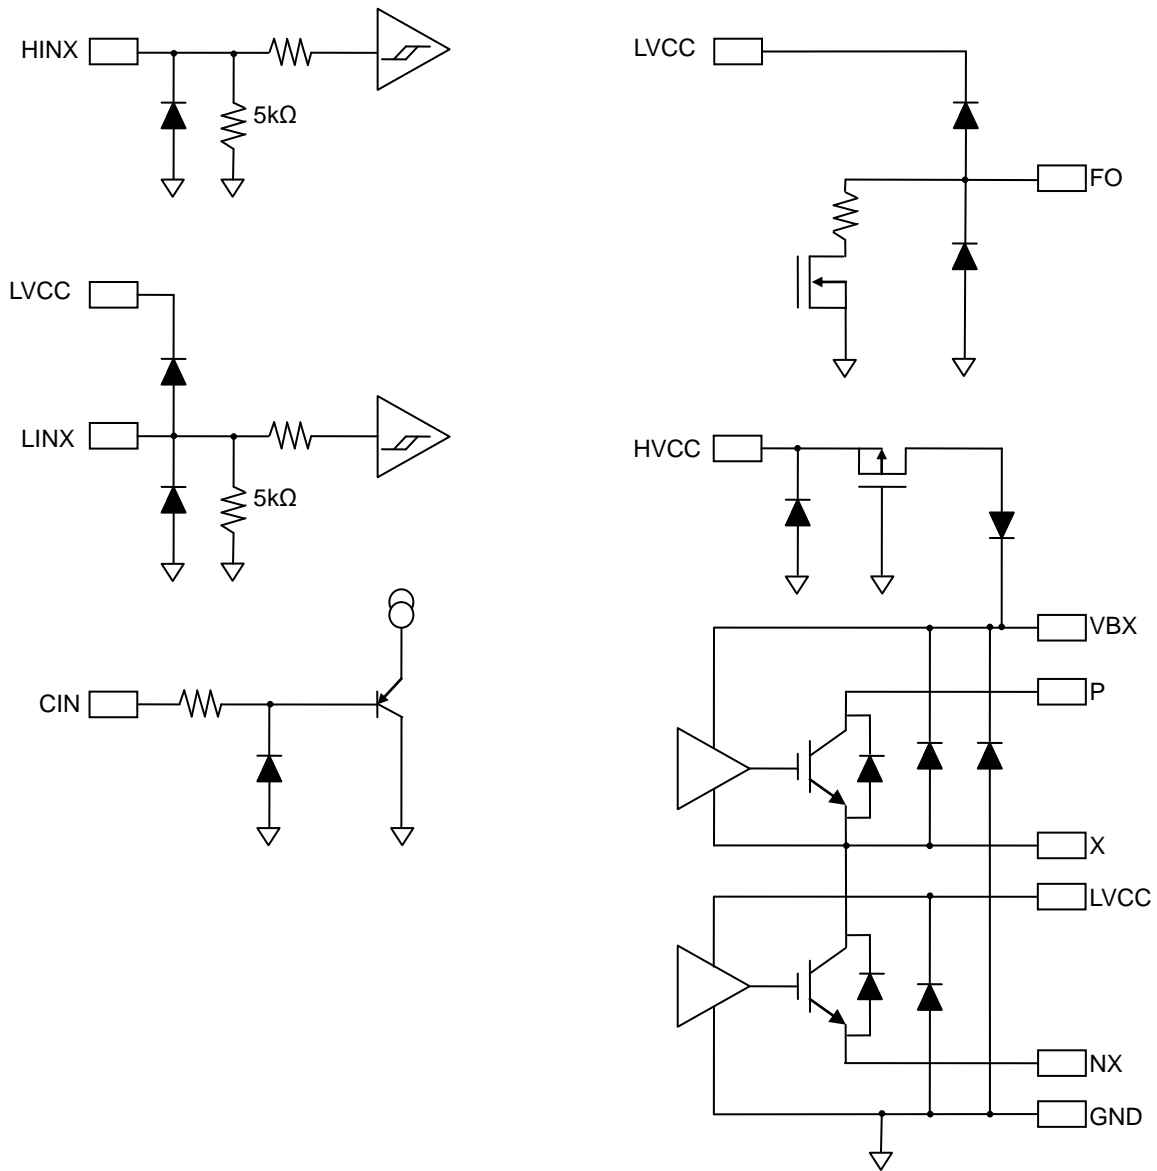 HINX
5kΩ
LVCC
LINX
5kΩ
CIN
LVCC
FO
HVCC
VBX
P
X
LVCC
NX
GND